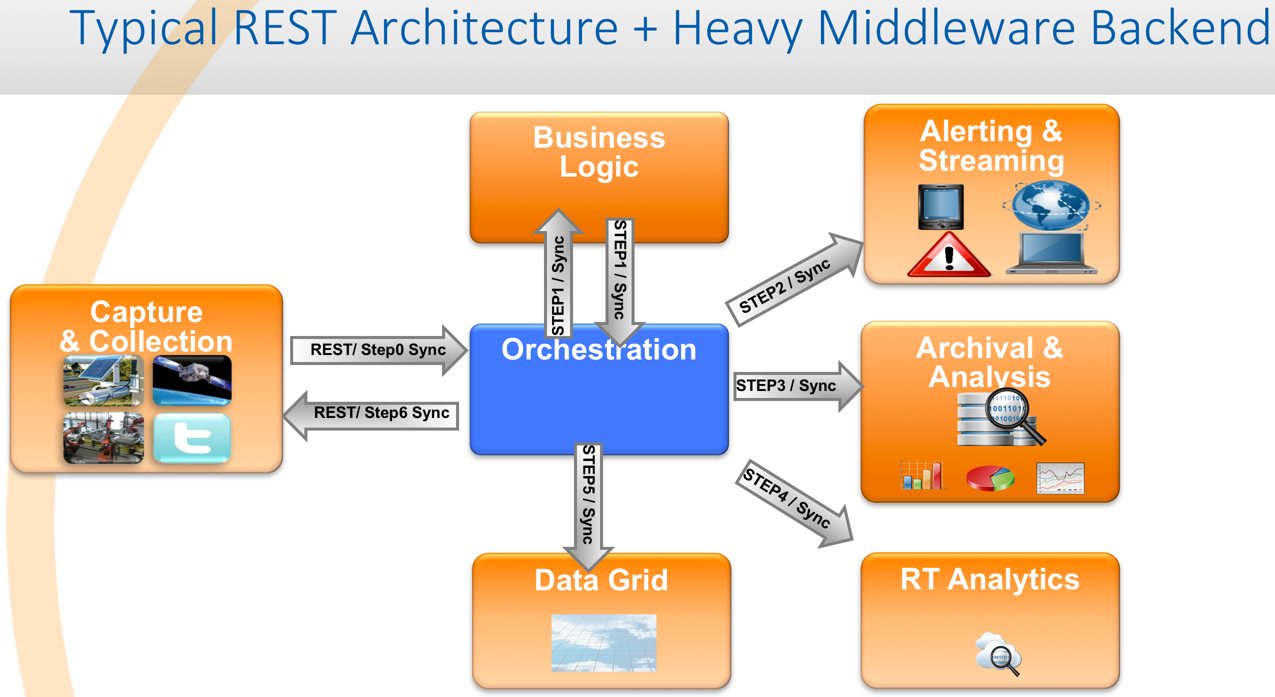 Typical REST Architecture + Heavy Middleware Backend
Business
Logic
Alerting &
Streaming
STEP1 / Sync
STEP1 / Sync
STEP2 / Sync
Capture
& Collection
REST/ Step0 Sync
REST/ Step6 Sync
Orchestration
STEP3 / Sync
Archival &
Analysis
STEP4 / Sync
STEP5 / Sync
Data Grid
RT Analytics